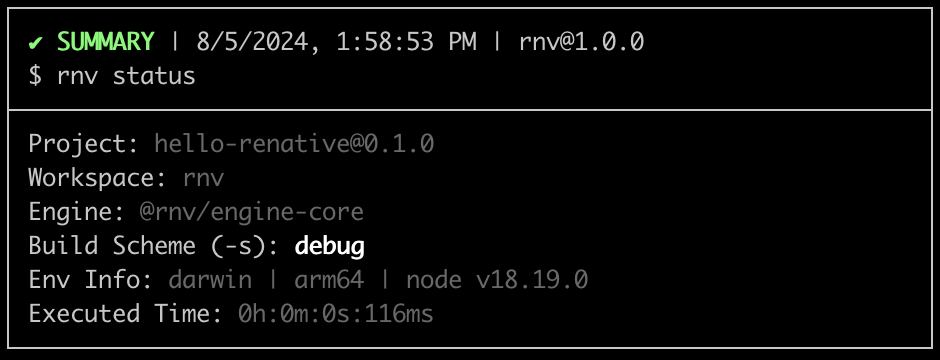 ✔ SUMMARY | 8/5/2024, 1:58:53 PM | rnv@1.0.0
$ rnv status
Project: hello-renative@0.1.0
Workspace: rnv
Engine: @rnv/engine-core
Build Scheme (-s): debug
Env Info: darwin | arm64 | node v18.19.0
Executed Time: 0h:0m:0s:116ms